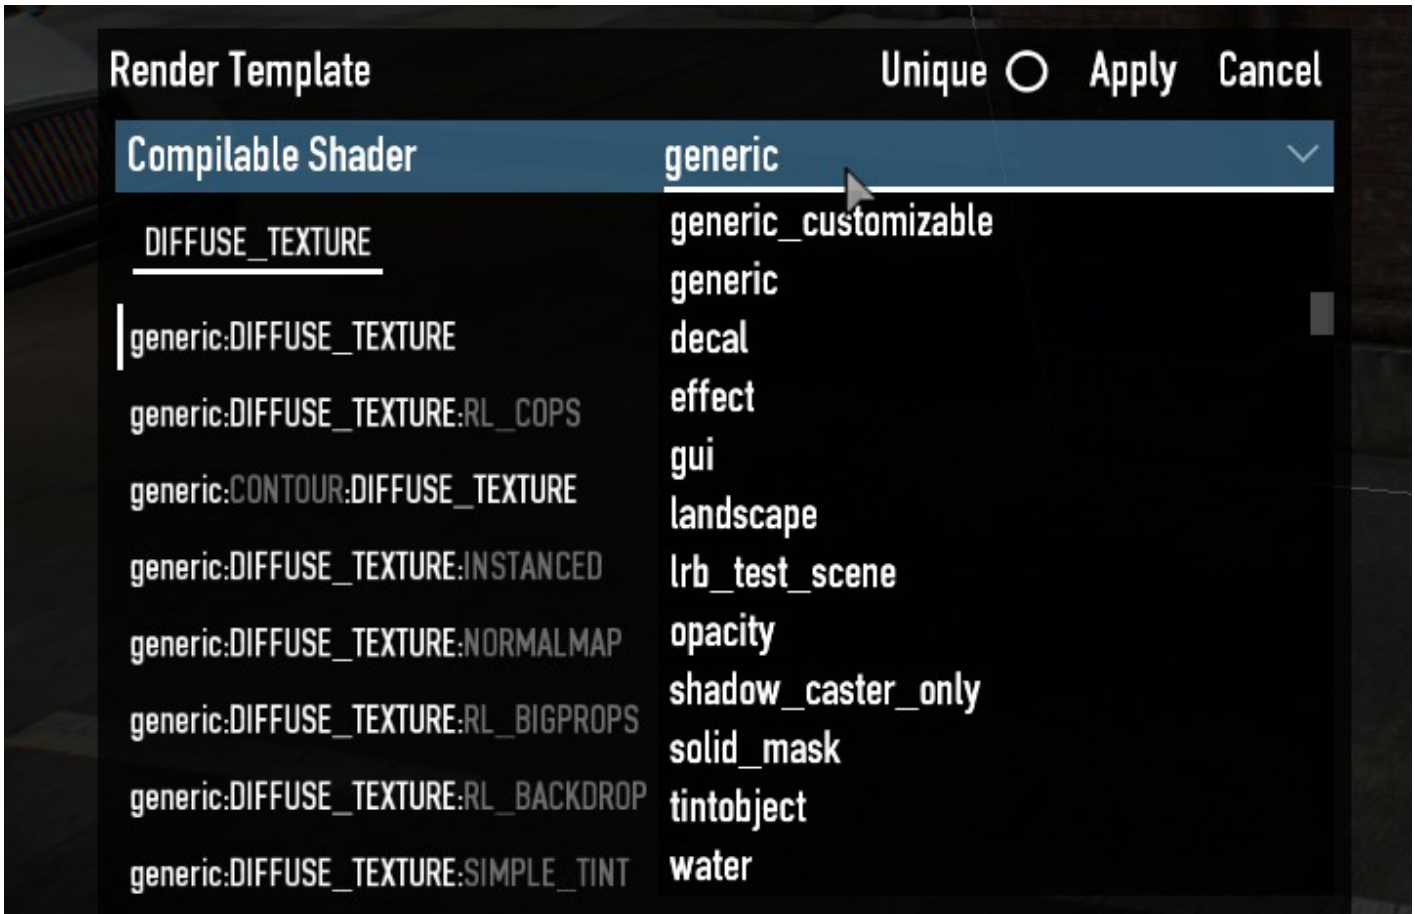 Render Template Unique Apply Cancel
Compilable Shader generic
DIFFUSE_TEXTURE
generic:DIFFUSE_TEXTURE
generic:DIFFUSE_TEXTURE:RL_COPS
generic:CONTOUR:DIFFUSE_TEXTURE
generic:DIFFUSE_TEXTURE:INSTANCED
generic:DIFFUSE_TEXTURE:NORMALMAP
generic:DIFFUSE_TEXTURE:RL_BIGPROPS
generic:DIFFUSE_TEXTURE:RL_BACKDROP
generic:DIFFUSE_TEXTURE:SIMPLE_TINT
generic_customizable
generic
decal
effect
gui
landscape
lrb_test_scene
opacity
shadow_caster_only
solid_mask
tintobject
water